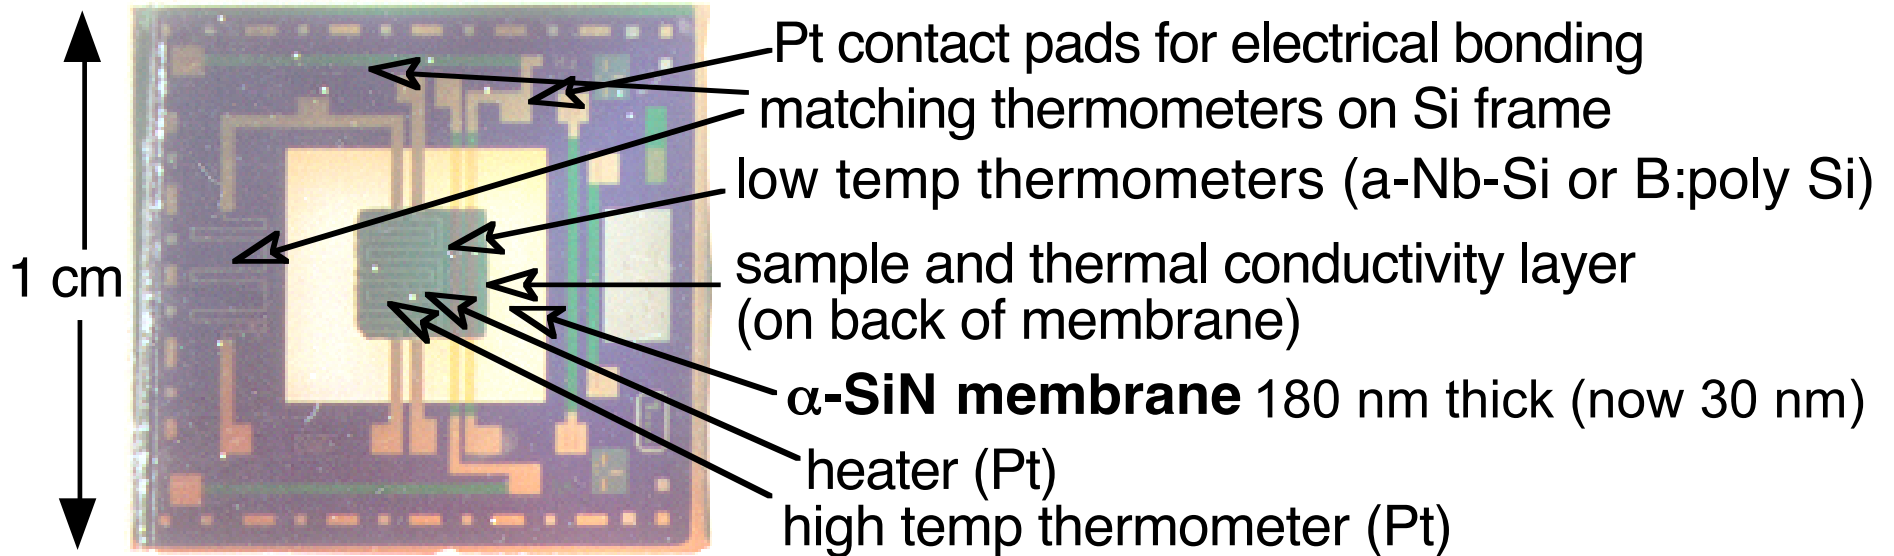 Pt contact pads for electrical bonding
matching thermometers on Si frame
low temp thermometers (a-Nb-Si or B:poly Si)
sample and thermal conductivity layer
(on back of membrane)
1 cm
α-SiN membrane 180 nm thick (now 30 nm)
heater (Pt)
high temp thermometer (Pt)